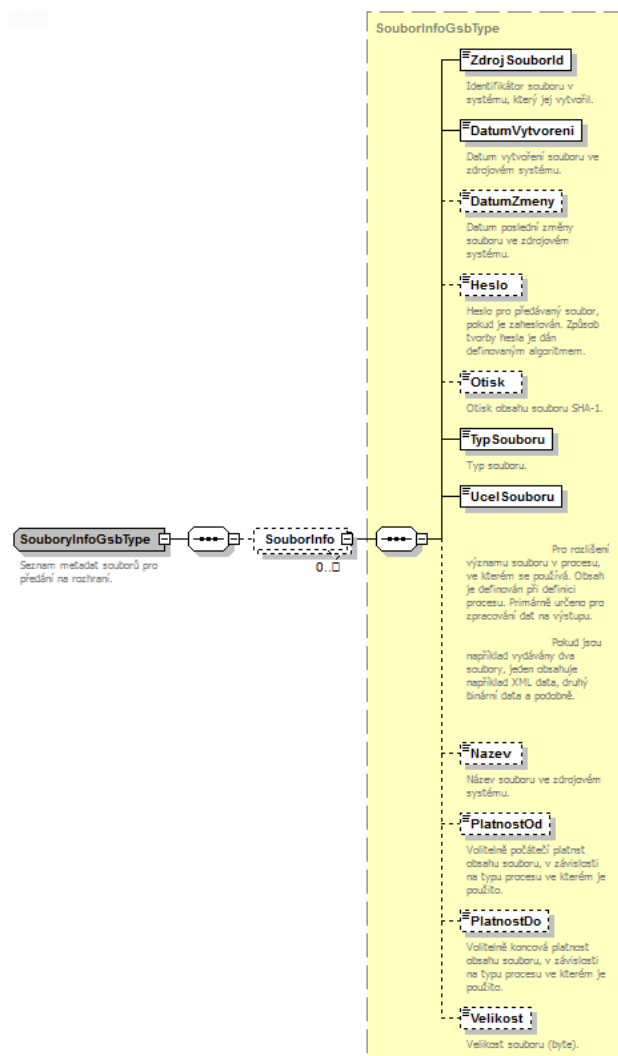 SouborInfoGsbType
ZdrojSouborId
Identifikátor souboru v
systému, který jej vytvořil.
DatumVytvoreni
Datum vytvoření souboru ve
zdrojovém systému.
DatumZmeny
Datum poslední změny
souboru ve zdrojovém
systému.
Heslo
Heslo pro předávaný soubor,
pokud je zaheslován. Způsob
tvorby hesla je dán
definovaným algoritmem.
Otisk
Otisk obsahu souboru SHA-1.
TypSouboru
Typ souboru.
UcelSouboru
SouboryInfoGsbType
Seznam metadat souborů pro
předání na rozhraní.
SouborInfo
0..□
Pro rozlišení
významu souboru v procesu,
ve kterém se používá. Obsah
je definován při definici
procesu. Primárně určeno pro
zpracování dat na výstupu.
Pokud jsou
například vydávány dva
soubory, jeden obsahuje
například XML data, druhý
binární data a podobně.
Nazev
Název souboru ve zdrojovém
systému.
PlatnostOd
Volitelně počátečí platnst
obsahu souboru, v závislosti
na typu procesu ve kterém je
použito.
PlatnostDo
Volitelně koncová platnost
obsahu souboru, v závislosti
na typu procesu ve kterém je
použito.
Velikost
Velikost souboru (byte).